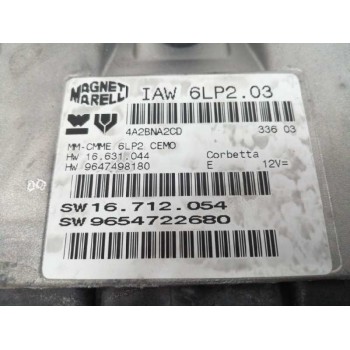 MAGNETI MARELLI IAW 6LP2.03
4A2BNA2CD 336 03
MM-CMME 6LP2 CEMO
HW 16.631.044 Corbetta
HW 9647498180 E .12V=
SW16.712.054
SW9654722680